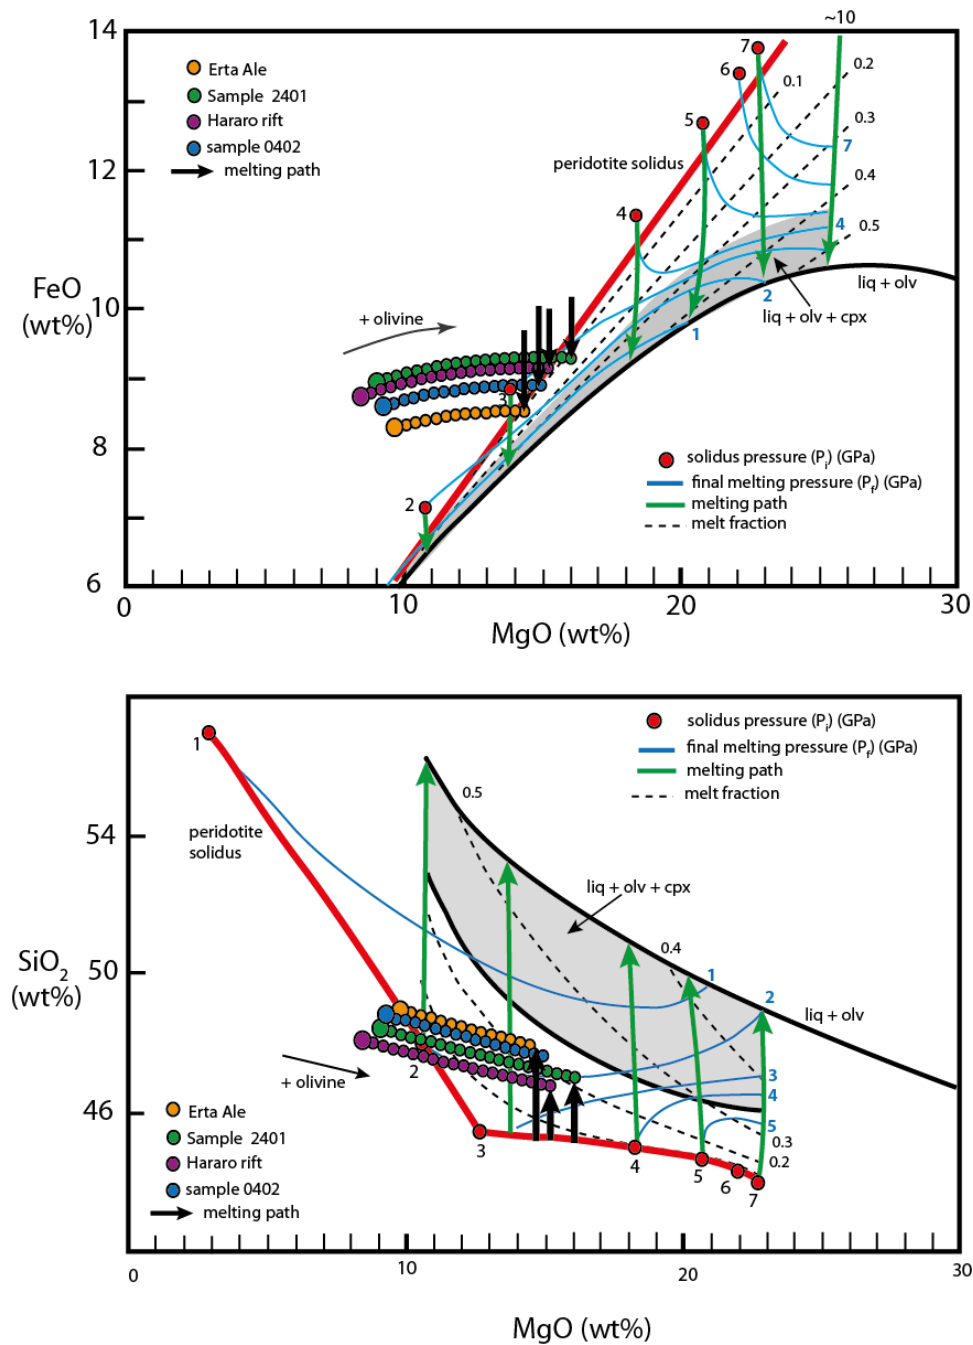 ~10
14
7
6
0.2
Erta Ale
0.1
Sample 2401
5
0.3
Hararo rift
sample 0402
7
12
peridotite solidus
melting path
0.4
4
4
0.5
FeO
(wt%)
10
+ olivine
2
liq + olv
liq + olv + cpx
1
3
8
solidus pressure (Pi) (GPa)
final melting pressure (Pf) (GPa)
2
melting path
melt fraction
6
0
10
20
30
MgO (wt%)
1
solidus pressure (Pi) (GPa)
final melting pressure (Pf) (GPa)
melting path
0.5
melt fraction
54
peridotite
solidus
liq + olv + cpx
0.4
SiO2
(wt%)
50
1
2
liq + olv
+ olivine
2
3
4
46
5
Erta Ale
Sample 2401
3
0.3
Hararo rift
4
0.2
sample 0402
5
6
7
melting path
0
10
20
30
MgO (wt%)